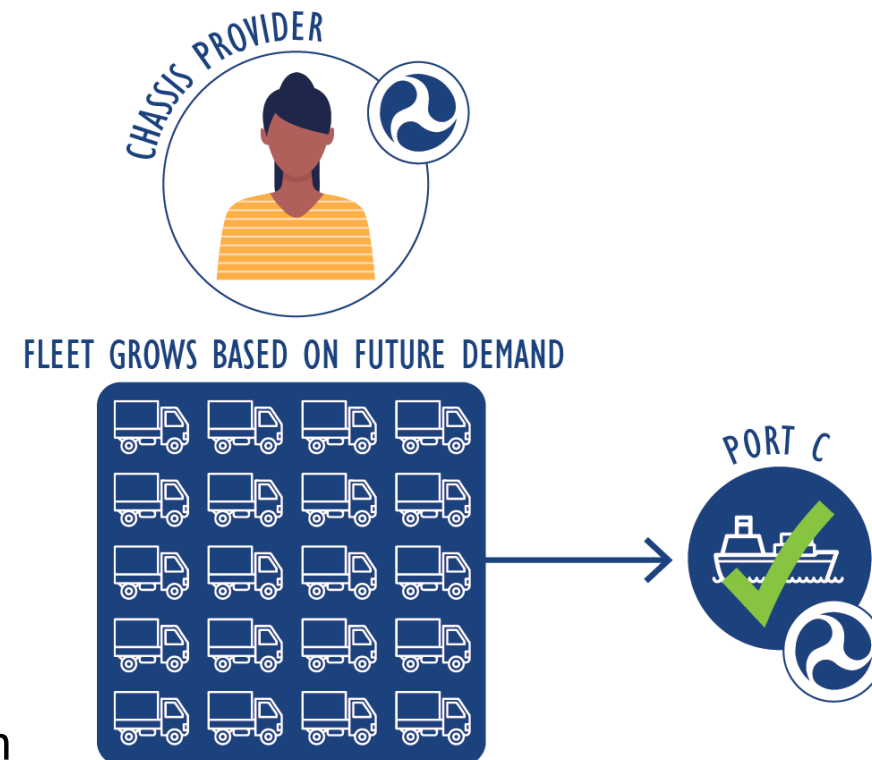 CHASSIS PROVIDER
FLEET GROWS BASED ON FUTURE DEMAND
PORT C
n